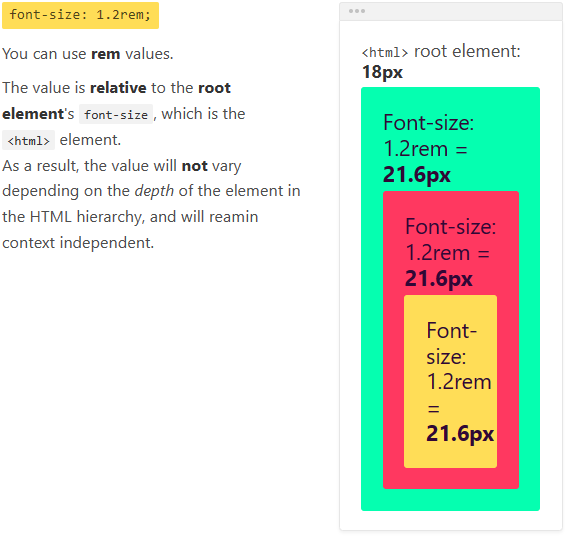 font-size: 1.2rem;
You can use rem values.
The value is relative to the root
element's font-size, which is the
<html> element.
As a result, the value will not vary
depending on the depth of the element in
the HTML hierarchy, and will reamin
context independent.
<html> root element:
18px
Font-size:
1.2rem =
21.6px
Font-size:
1.2rem =
21.6px
Font-
size:
1.2rem
=
21.6px